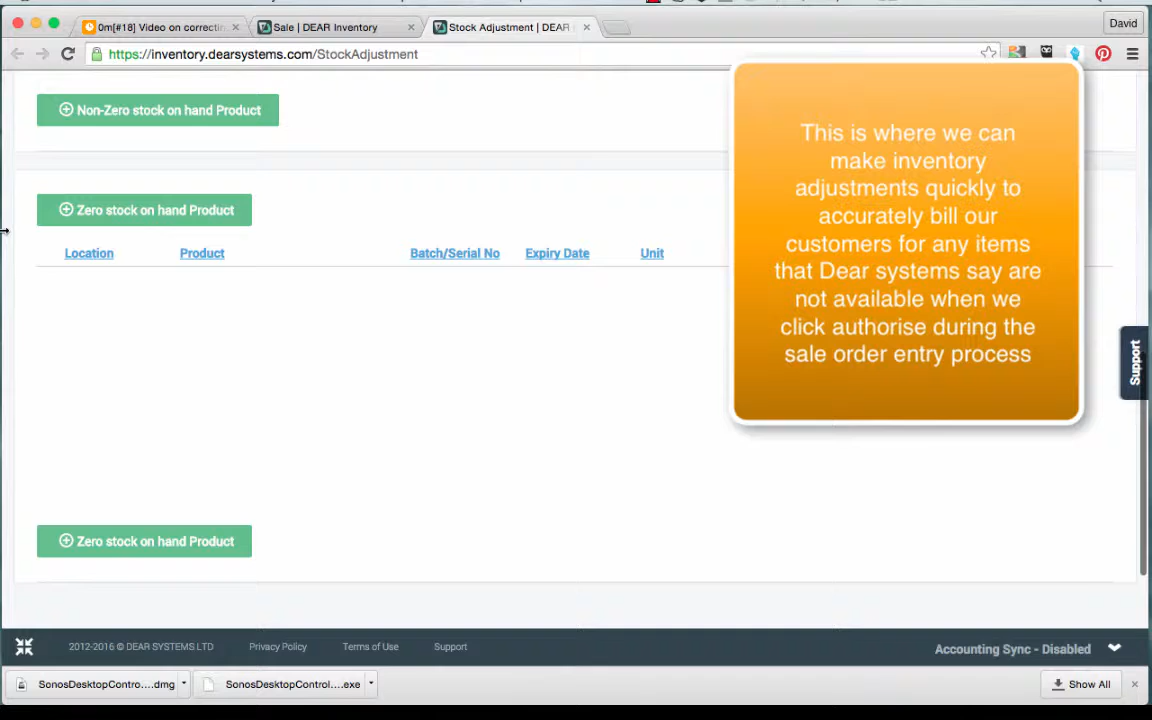 0m[#18] Video on correctin
Sale | DEAR Inventory
Stock Adjustment | DEAR
David
https://inventory.dearsystems.com/StockAdjustment
Non-Zero stock on hand Product
Zero stock on hand Product
Location Product Batch/Serial No Expiry Date Unit
This is where we can
make inventory
adjustments quickly to
accurately bill our
customers for any items
that Dear systems say are
not available when we
click authorise during the
sale order entry process
Support
Zero stock on hand Product
2012-2016 © DEAR SYSTEMS LTD Privacy Policy Terms of Use Support Accounting Sync - Disabled
SonosDesktopContro....dmg SonosDesktopControl....exe Show All